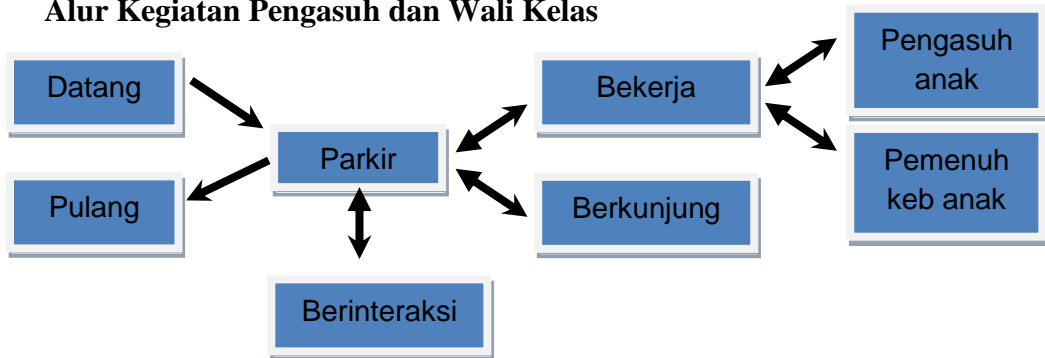 Alur Kegiatan Pengasuh dan Wali Kelas
Datang
Pulang
Parkir
Berinteraksi
Bekerja
Berkunjung
Pengasuh
anak
Pemenuh
keb anak